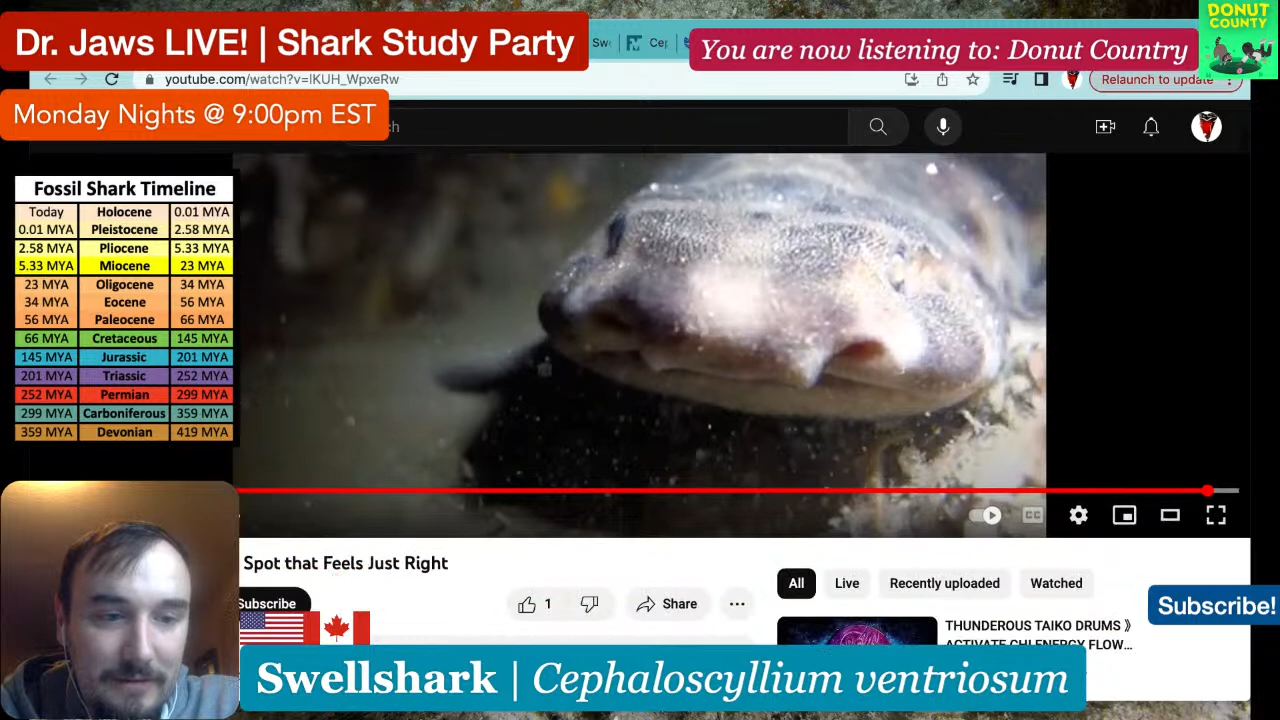 Dr. Jaws LIVE! | Shark Study Party
You are now listening to: Donut Country
DONUT
COUNTY
youtube.com/watch?v=IKUH_WpxeRw
Relaunch to update
Monday Nights @ 9:00pm EST
Fossil Shark Timeline
Today Holocene 0.01 MYA
0.01 MYA Pleistocene 2.58 MYA
2.58 MYA Pliocene 5.33 MYA
5.33 MYA Miocene 23 MYA
23 MYA Oligocene 34 MYA
34 MYA Eocene 56 MYA
56 MYA Paleocene 66 MYA
66 MYA Cretaceous 145 MYA
145 MYA Jurassic 201 MYA
201 MYA Triassic 252 MYA
252 MYA Permian 299 MYA
299 MYA Carboniferous 359 MYA
359 MYA Devonian 419 MYA
CC
Spot that Feels Just Right
Subscribe
1
Share
All Live Recently uploaded Watched
THUNDEROUS TAIKO DRUMS 》
ACTIVATE CHI ENERGY FLOW...
Subscribe!
Swellshark | Cephaloscyllium ventriosum